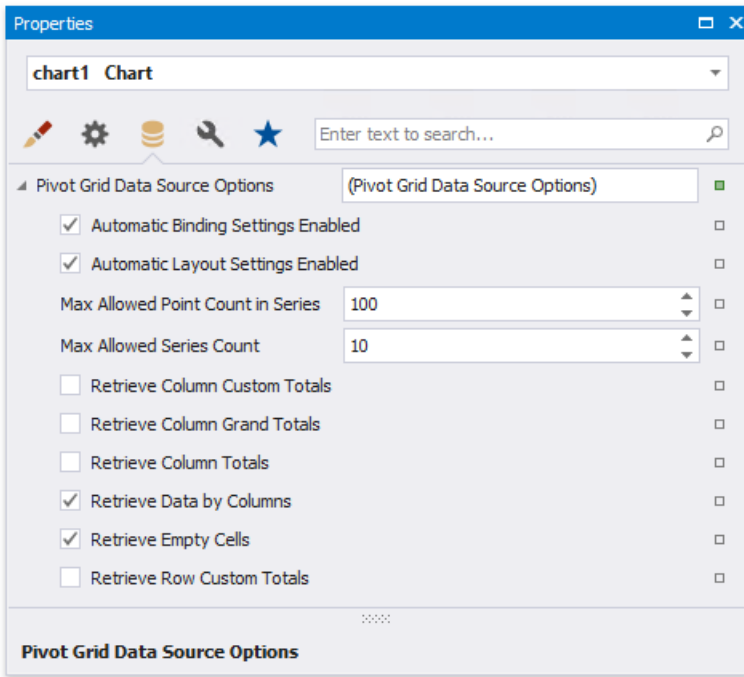 Properties
chart1 Chart
Enter text to search...
Pivot Grid Data Source Options (Pivot Grid Data Source Options)
Automatic Binding Settings Enabled
Automatic Layout Settings Enabled
Max Allowed Point Count in Series 100
Max Allowed Series Count 10
Retrieve Column Custom Totals
Retrieve Column Grand Totals
Retrieve Column Totals
Retrieve Data by Columns
Retrieve Empty Cells
Retrieve Row Custom Totals
Pivot Grid Data Source Options